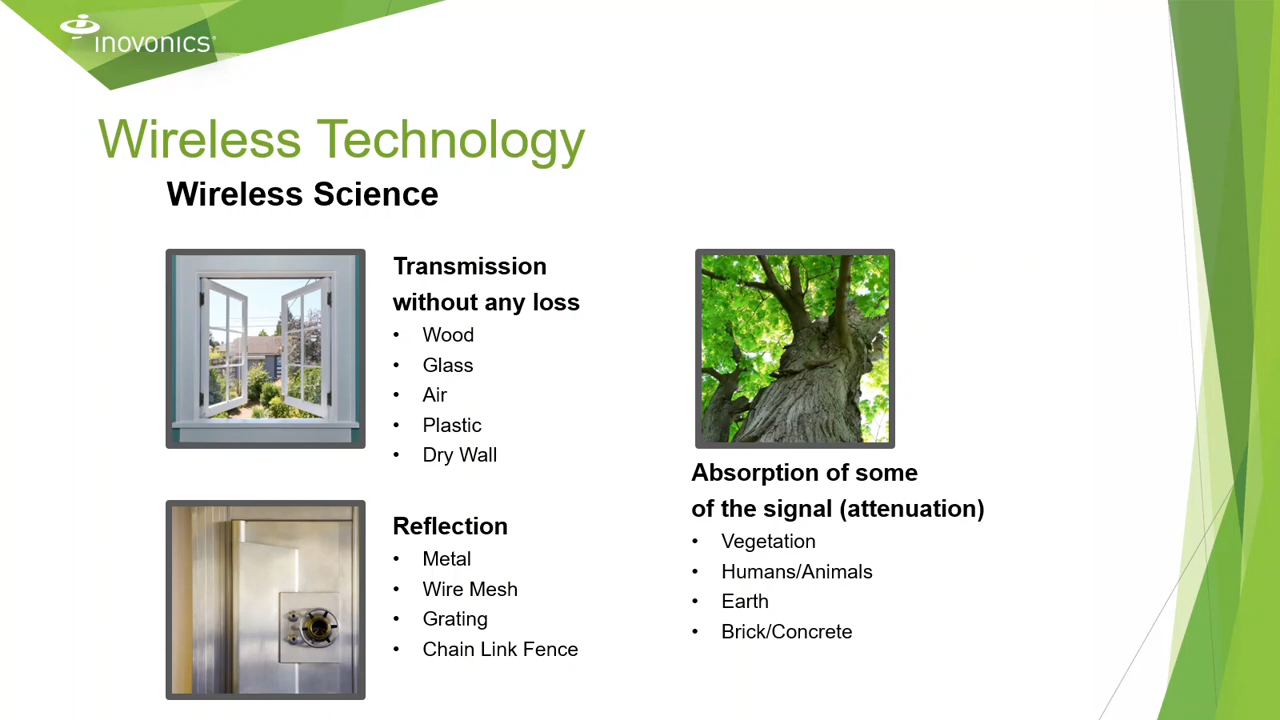 inovonics®
Wireless Technology
Wireless Science
Transmission
without any loss
• Wood
• Glass
• Air
• Plastic
• Dry Wall
Reflection
• Metal
• Wire Mesh
• Grating
• Chain Link Fence
Absorption of some
of the signal (attenuation)
• Vegetation
• Humans/Animals
• Earth
• Brick/Concrete